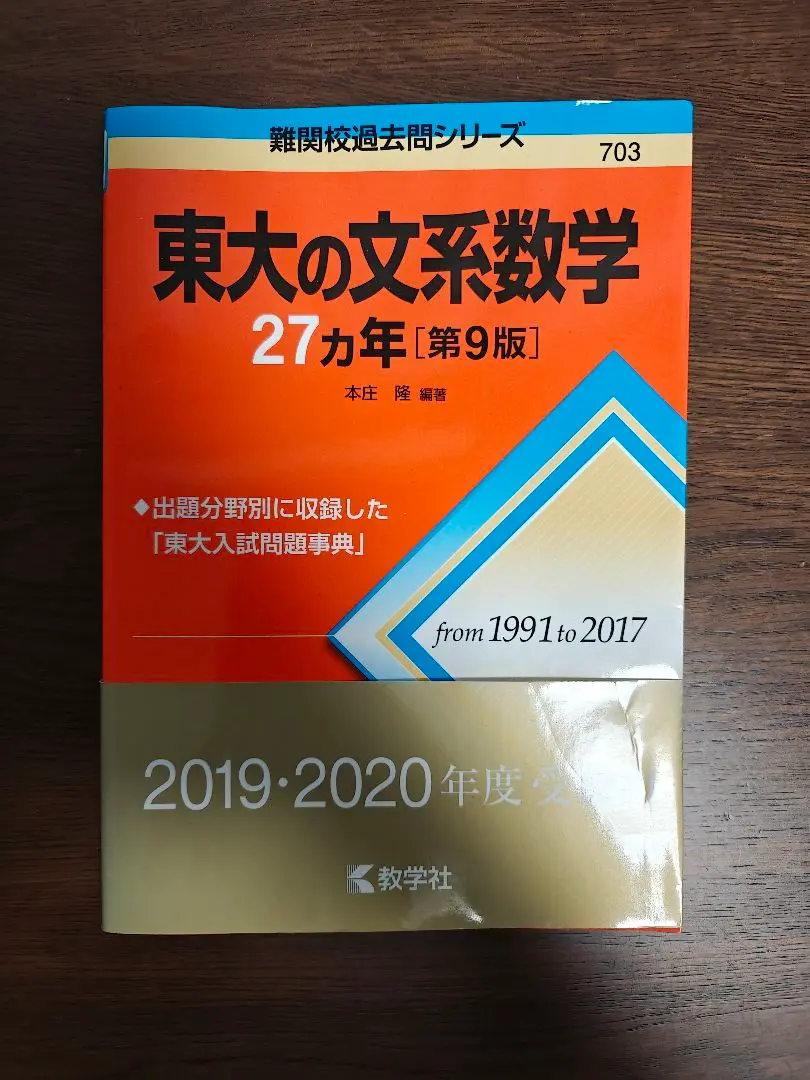 難関校過去問シリーズ
703
東大の文系数学
27カ年[第9版]
本庄 隆 編著
◆出題分野別に収録した
「東大入試問題事典」
from 1991 to 2017
2019・2020年度受
教学社